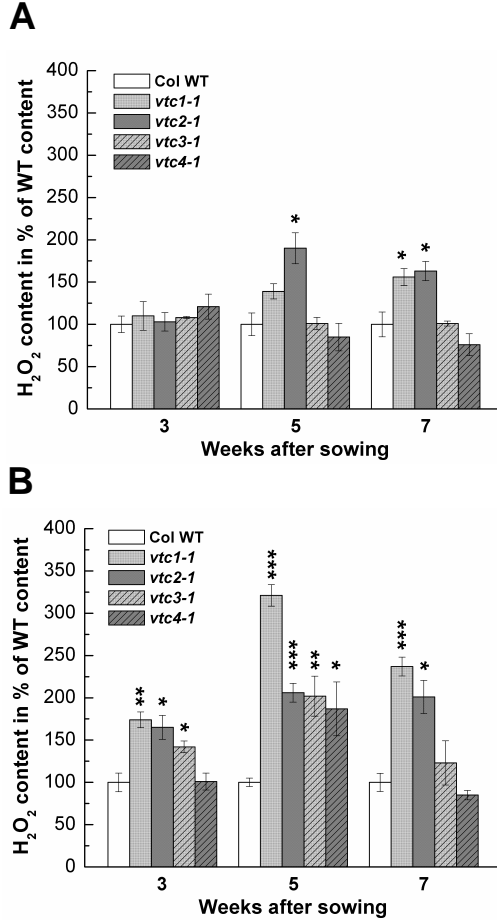 A
H₂O₂ content in % of WT content
400
350
300
250
200
150
100
50
0
Col WT
vtc1-1
vtc2-1
vtc3-1
vtc4-1
*
* *
3 5 7
Weeks after sowing
B
H₂O₂ content in % of WT content
400
350
300
250
200
150
100
50
0
Col WT
vtc1-1
vtc2-1
vtc3-1
vtc4-1
** * *
*** *** ** *
*** *
3 5 7
Weeks after sowing